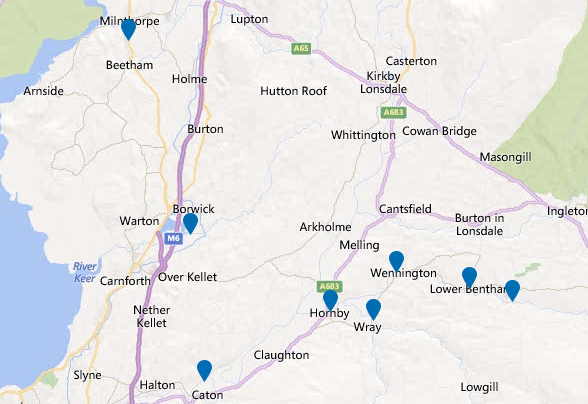 Milnthorpe
Lupton
A65
Beetham
Casterton
Holme
Kirkby
Lonsdale
Arnside
Hutton Roof
A683
Burton
Whittington
Cowan Bridge
Masongill
Borwick
Cantsfield
Ingleton
Warton
Burton in
Lonsdale
Arkholme
M6
Melling
River
Keer
Over Kellet
Wennington
Carnforth
A683
Lower Bentham
Nether
Kellet
Hornby
Wray
Claughton
Slyne
Halton
Lowgill
Caton